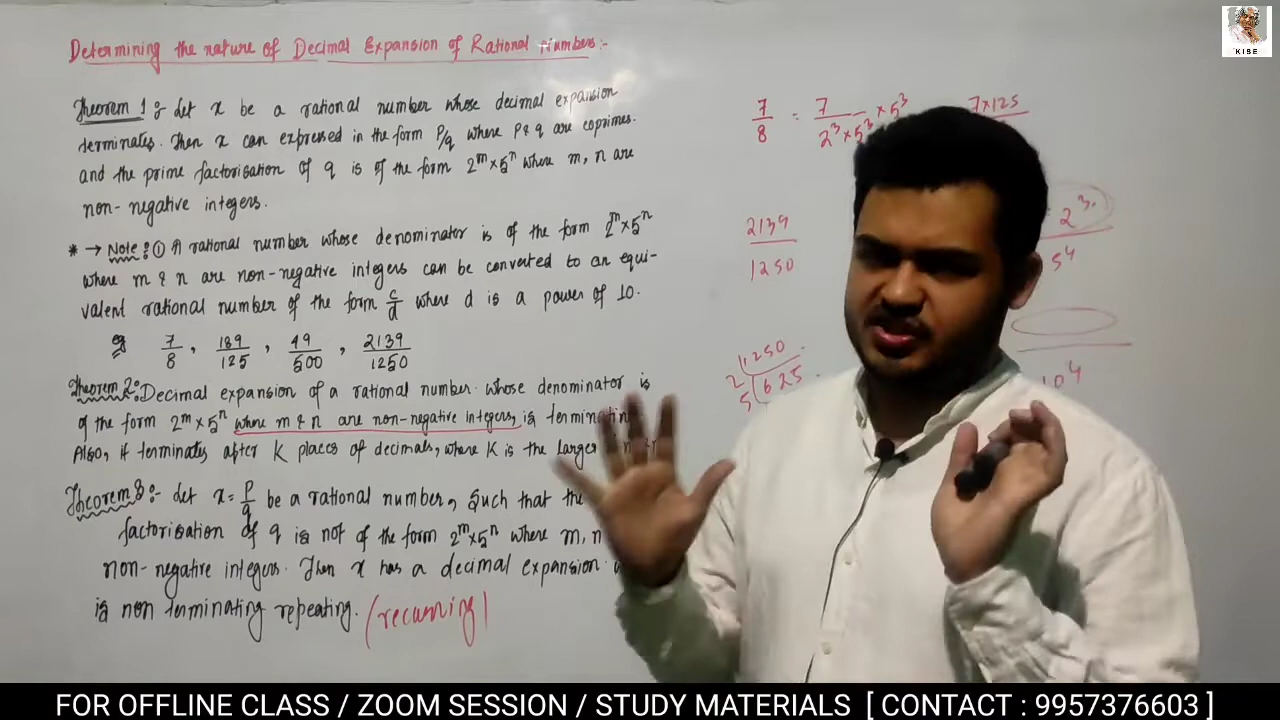 Determining the nature of Decimal Expansion of Rational Numbers:-
Theorem 1:- Let x be a rational number whose decimal expansion
terminates. Then x can expressed in the form P/q where P & q are coprimes.
and the prime factorisation of q is of the form 2^m × 5^n where m, n are
non-negative integers.
* → Note: ① A rational number whose denominator is of the form 2^m × 5^n
where m & n are non-negative integers can be converted to an equi-
valent rational number of the form c/d where d is a power of 10.
eg 7/8 , 189/125 , 49/500 , 2139/1250
Theorem 2:- Decimal expansion of a rational number whose denominator is
of the form 2^m × 5^n where m & n are non-negative integers, is
Also, it terminates after K places of decimals, where K is the larger
Theorem 3:- Let x = P/q be a rational number, such that the
factorisation of q is not of the form 2^m × 5^n where m, n
non-negative integers. Then x has a decimal expansion
is non terminating repeating. (recurring)
7/8 = 7/2^3 × 5^3 × 5^3 7×125
2139/1250
2^3
5^4
10^4
2 1250
5 625
KISE
FOR OFFLINE CLASS / ZOOM SESSION / STUDY MATERIALS [ CONTACT : 9957376603 ]